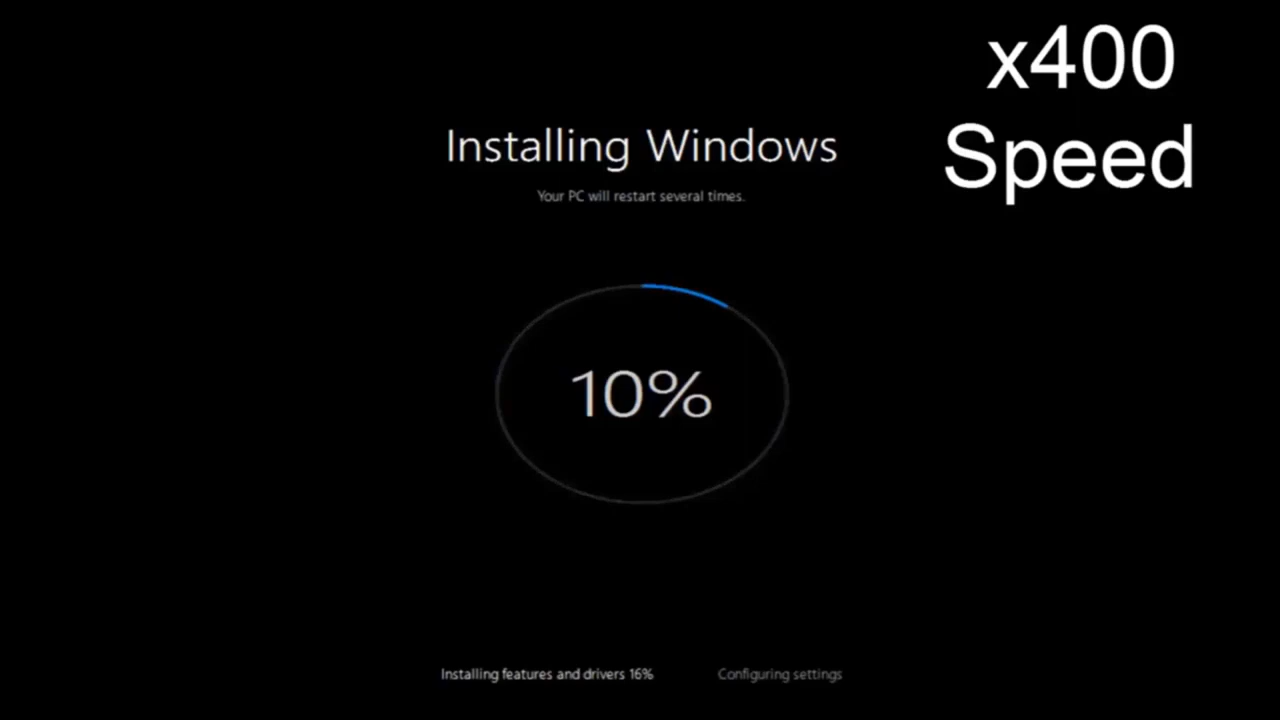 x400
Speed
Installing Windows
Your PC will restart several times.
10%
Installing features and drivers 16%
Configuring settings